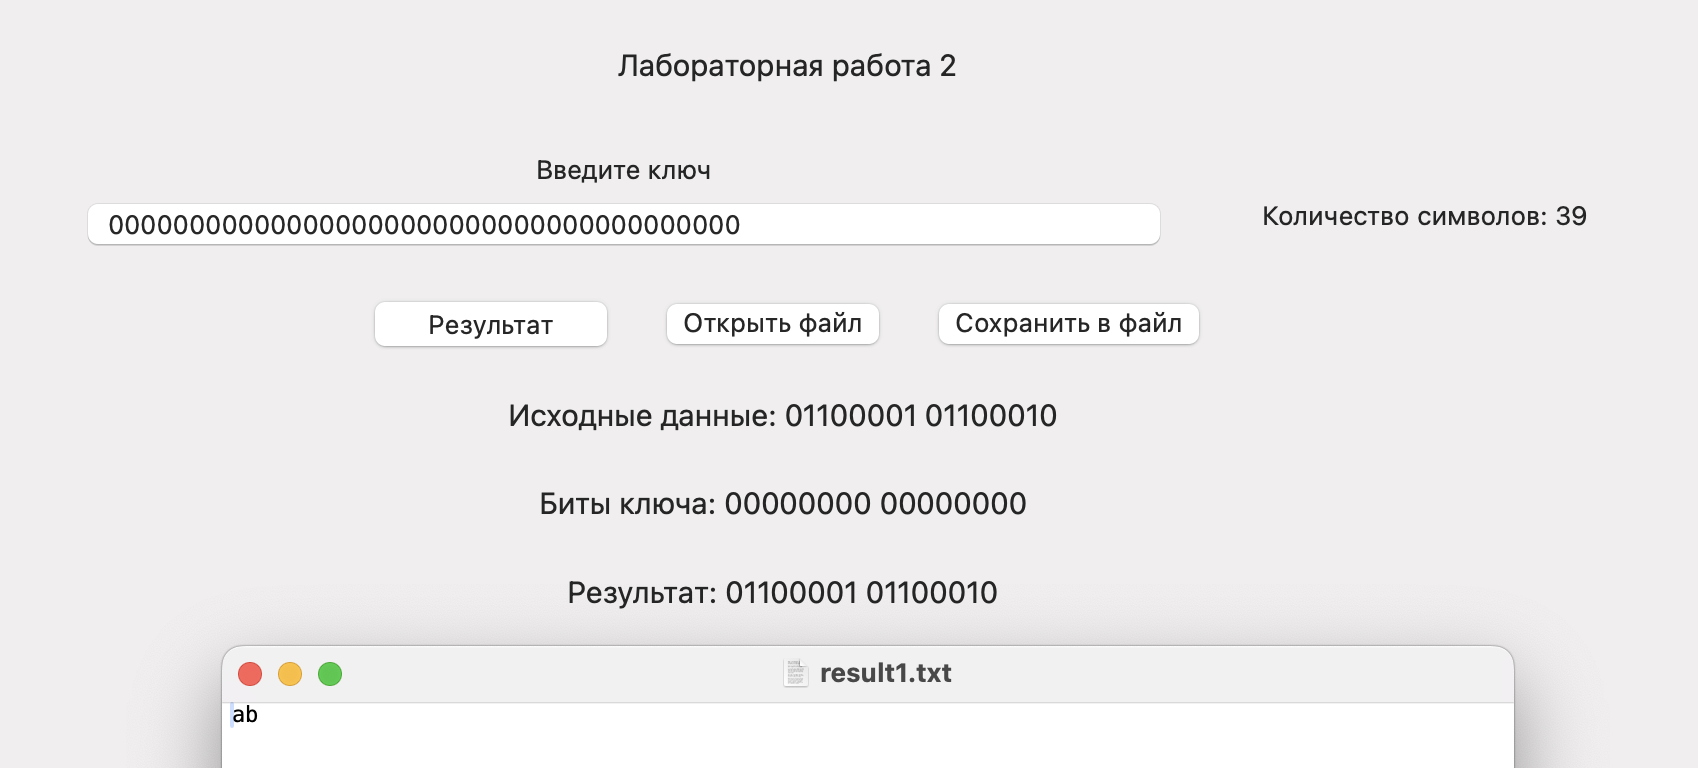 Лабораторная работа 2
Введите ключ
000000000000000000000000000000000000000
Количество символов: 39
Результат
Открыть файл
Сохранить в файл
Исходные данные: 01100001 01100010
Биты ключа: 00000000 00000000
Результат: 01100001 01100010
result1.txt
ab